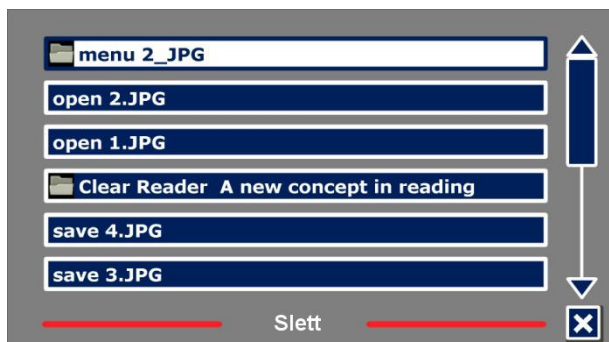 menu 2_JPG
open 2.JPG
open 1.JPG
Clear Reader A new concept in reading
save 4.JPG
save 3.JPG
Slett